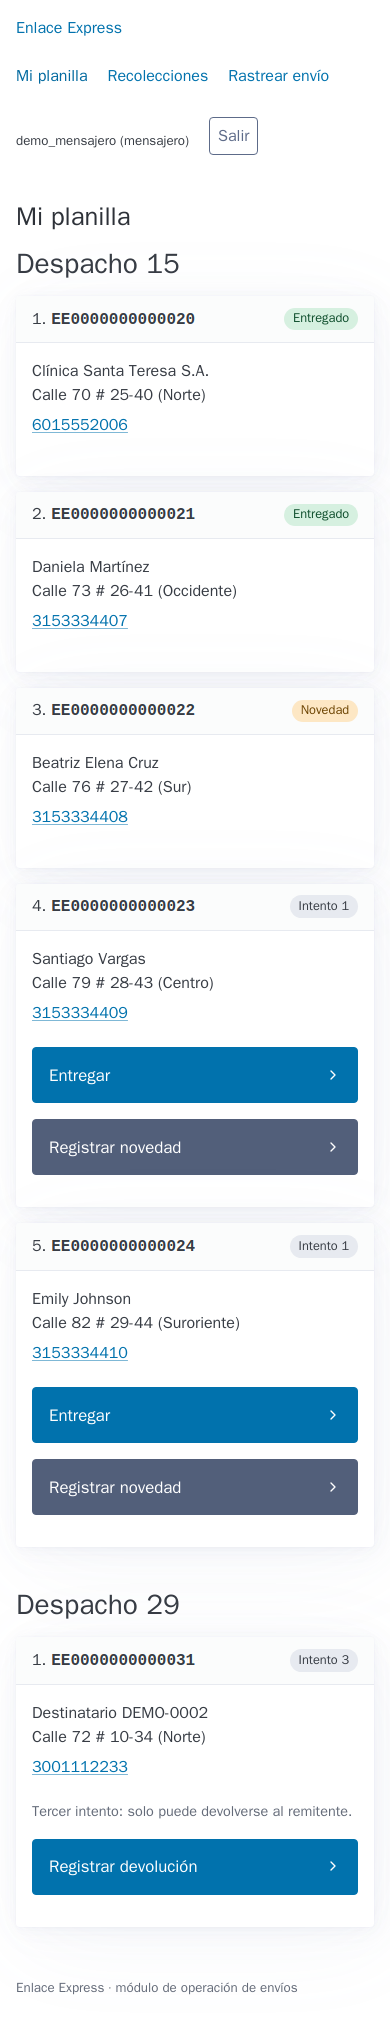 Enlace Express
Mi planilla Recolecciones Rastrear envío
demo_mensajero (mensajero) Salir
Mi planilla
Despacho 15
1. EE0000000000020 Entregado
Clínica Santa Teresa S.A.
Calle 70 # 25-40 (Norte)
6015552006
2. EE0000000000021 Entregado
Daniela Martínez
Calle 73 # 26-41 (Occidente)
3153334407
3. EE0000000000022 Novedad
Beatriz Elena Cruz
Calle 76 # 27-42 (Sur)
3153334408
4. EE0000000000023 Intento 1
Santiago Vargas
Calle 79 # 28-43 (Centro)
3153334409
Entregar
Registrar novedad
5. EE0000000000024 Intento 1
Emily Johnson
Calle 82 # 29-44 (Suroriente)
3153334410
Entregar
Registrar novedad
Despacho 29
1. EE0000000000031 Intento 3
Destinatario DEMO-0002
Calle 72 # 10-34 (Norte)
3001112233
Tercer intento: solo puede devolverse al remitente.
Registrar devolución
Enlace Express · módulo de operación de envíos